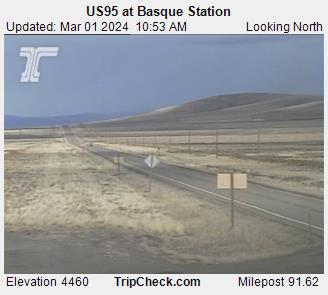 US95 at Basque Station
Updated: Mar 01 2024 10:53 AM Looking North
Elevation 4460 TripCheck.com Milepost 91.62